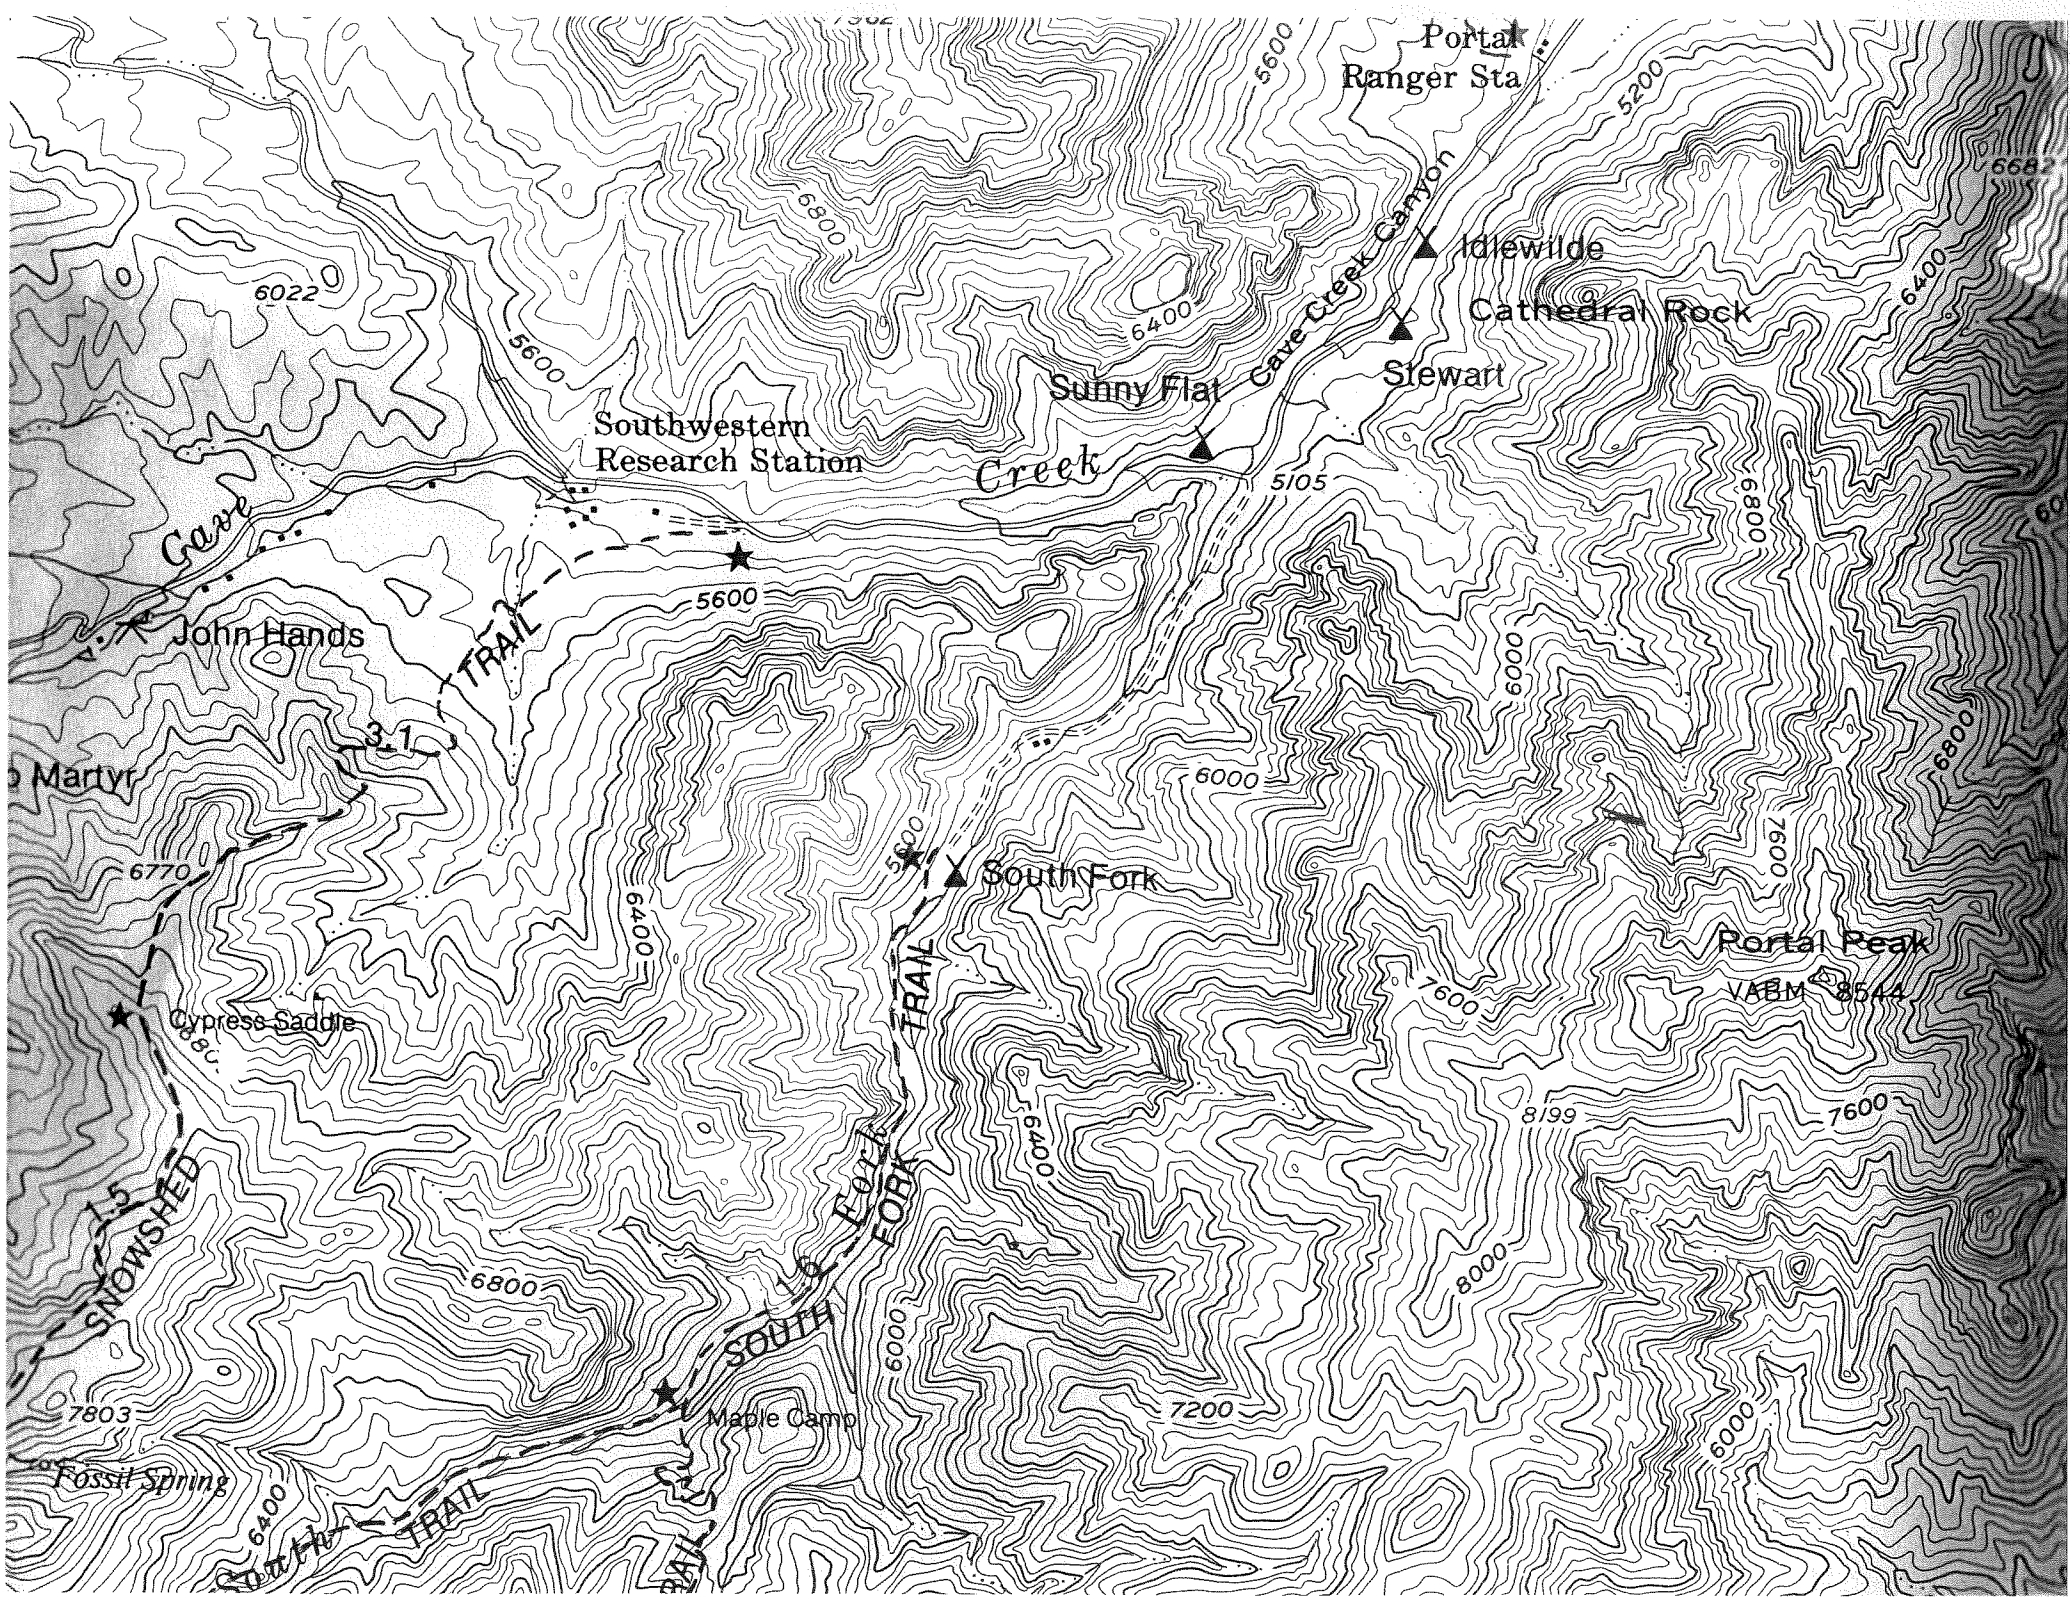 7962
Portal
Ranger Sta
5600
5200
6682
6800
Cave Creek Canyon
Idlewilde
6400
6022
Cathedral Rock
6400
5600
Stewart
Sunny Flat
Southwestern
Research Station
Creek
5105
6800
Cave
5600
John Hands
TRAIL
6000
3.1
6800
Martyr
6000
5600
7600
6770
South Fork
6400
Portal Peak
TRAIL
7600
VABM 8544
Cypress Saddle
8199
7600
6400
Fork
FORK
1.5
SNOWSHED
1.6
6800
8000
SOUTH
6000
7803
Maple Camp
7200
6000
Fossil Spring
6400
TRAIL
South